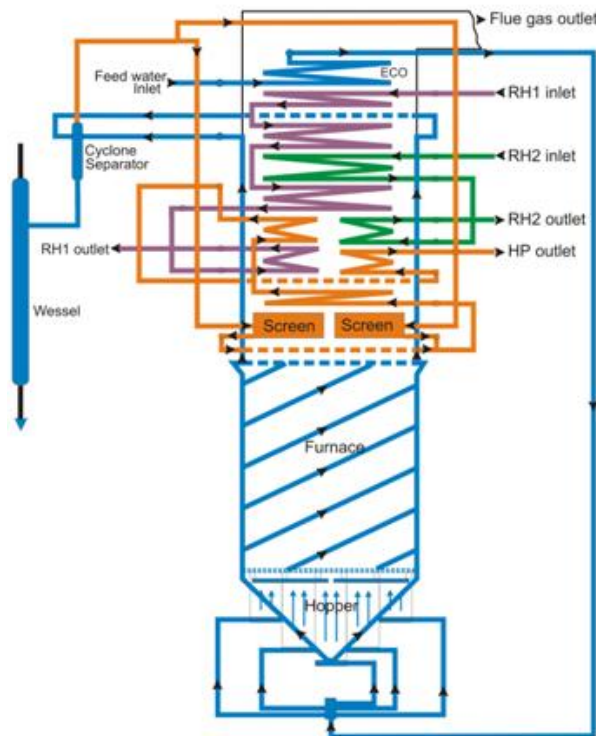 Flue gas outlet
ECO
Feed water
Inlet
RH1 inlet
Cyclone
Separator
RH2 inlet
RH2 outlet
RH1 outlet
HP outlet
Wessel
Screen
Screen
Furnace
Hopper